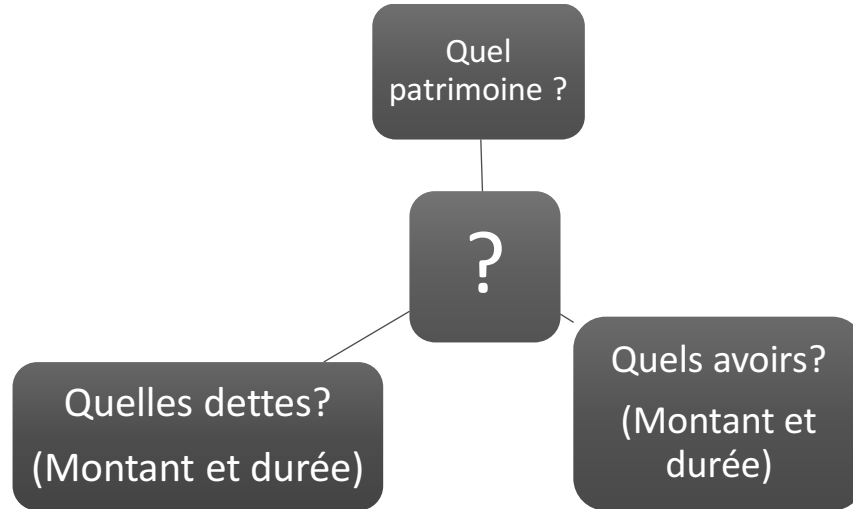 Quel
patrimoine ?
?
Quelles dettes?
(Montant et durée)
Quels avoirs?
(Montant et
durée)